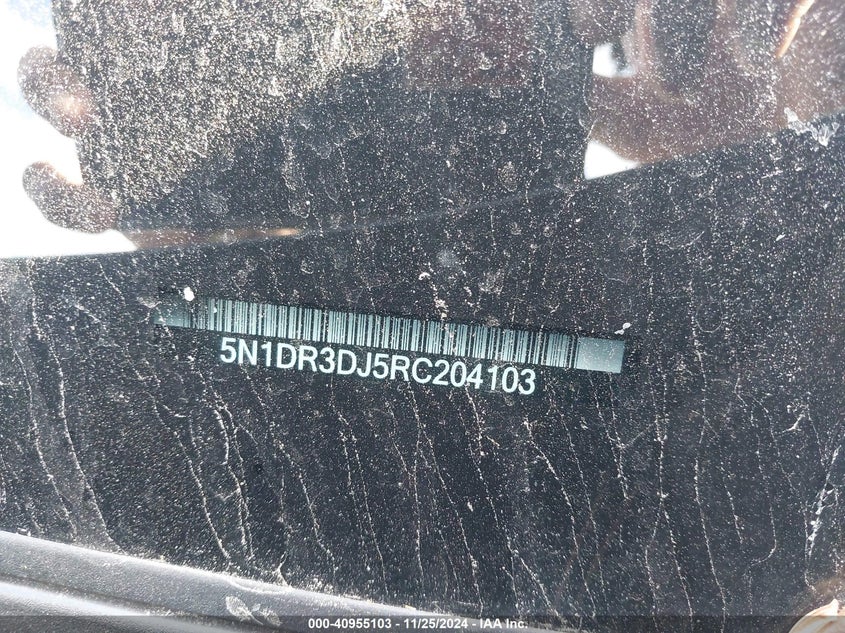 5N1DR3DJ5RC204103
000-40955103 - 11/25/2024 - IAA Inc.